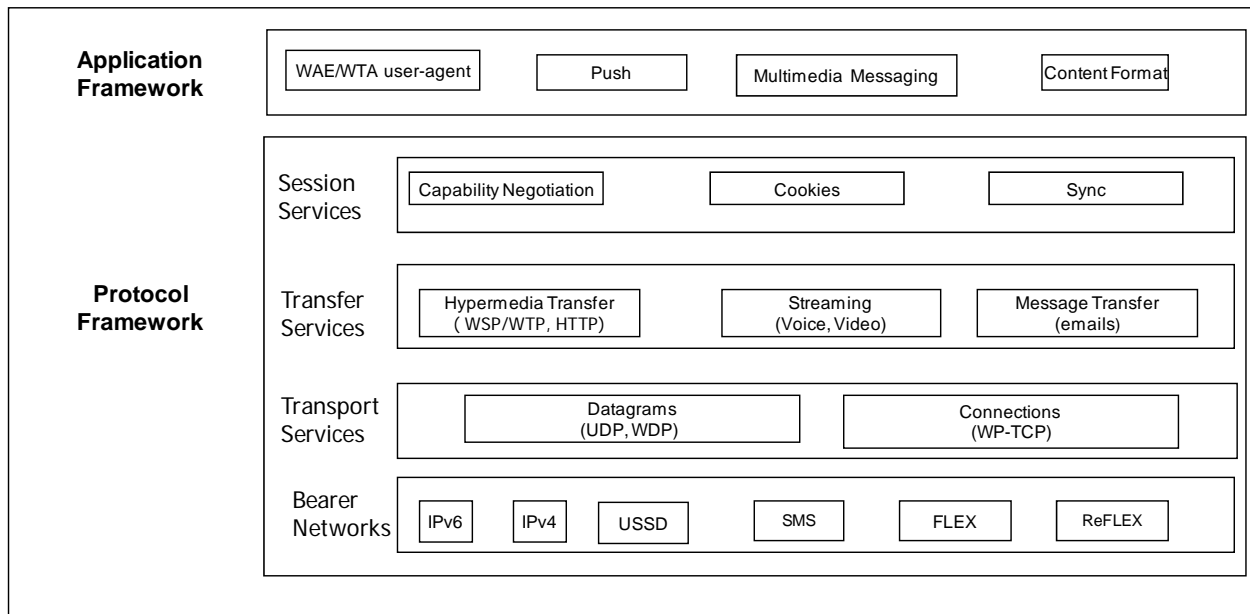 Application
Framework
WAE/WTA user-agent
Push
Multimedia Messaging
Content Format
Protocol
Framework
Session
Services
Capability Negotiation
Cookies
Sync
Transfer
Services
Hypermedia Transfer
( WSP/WTP, HTTP)
Streaming
(Voice, Video)
Message Transfer
(emails)
Transport
Services
Datagrams
(UDP, WDP)
Connections
(WP-TCP)
Bearer
Networks
IPv6
IPv4
USSD
SMS
FLEX
ReFLEX